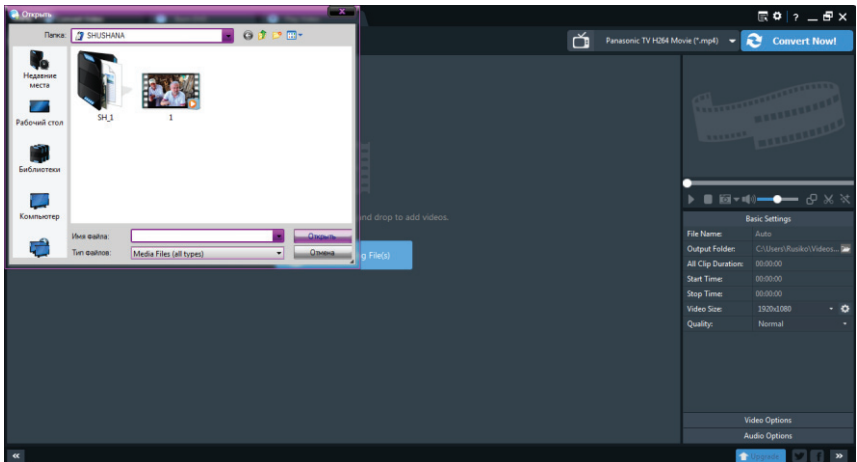 Открыть
Папка: SHUSHANA
Недавние места
Рабочий стол
Библиотеки
Компьютер
SH_1
1
Имя файла:
Открыть
Тип файлов: Media Files (all types)
Отмена
Panasonic TV H264 Movie (*.mp4)
Convert Now!
and drop to add videos.
g File(s)
Basic Settings
File Name: Auto
Output Folder: C:\Users\Rusiko\Videos...
All Clip Duration: 00:00:00
Start Time: 00:00:00
Stop Time: 00:00:00
Video Size: 1920x1080
Quality: Normal
Video Options
Audio Options
Upgrade